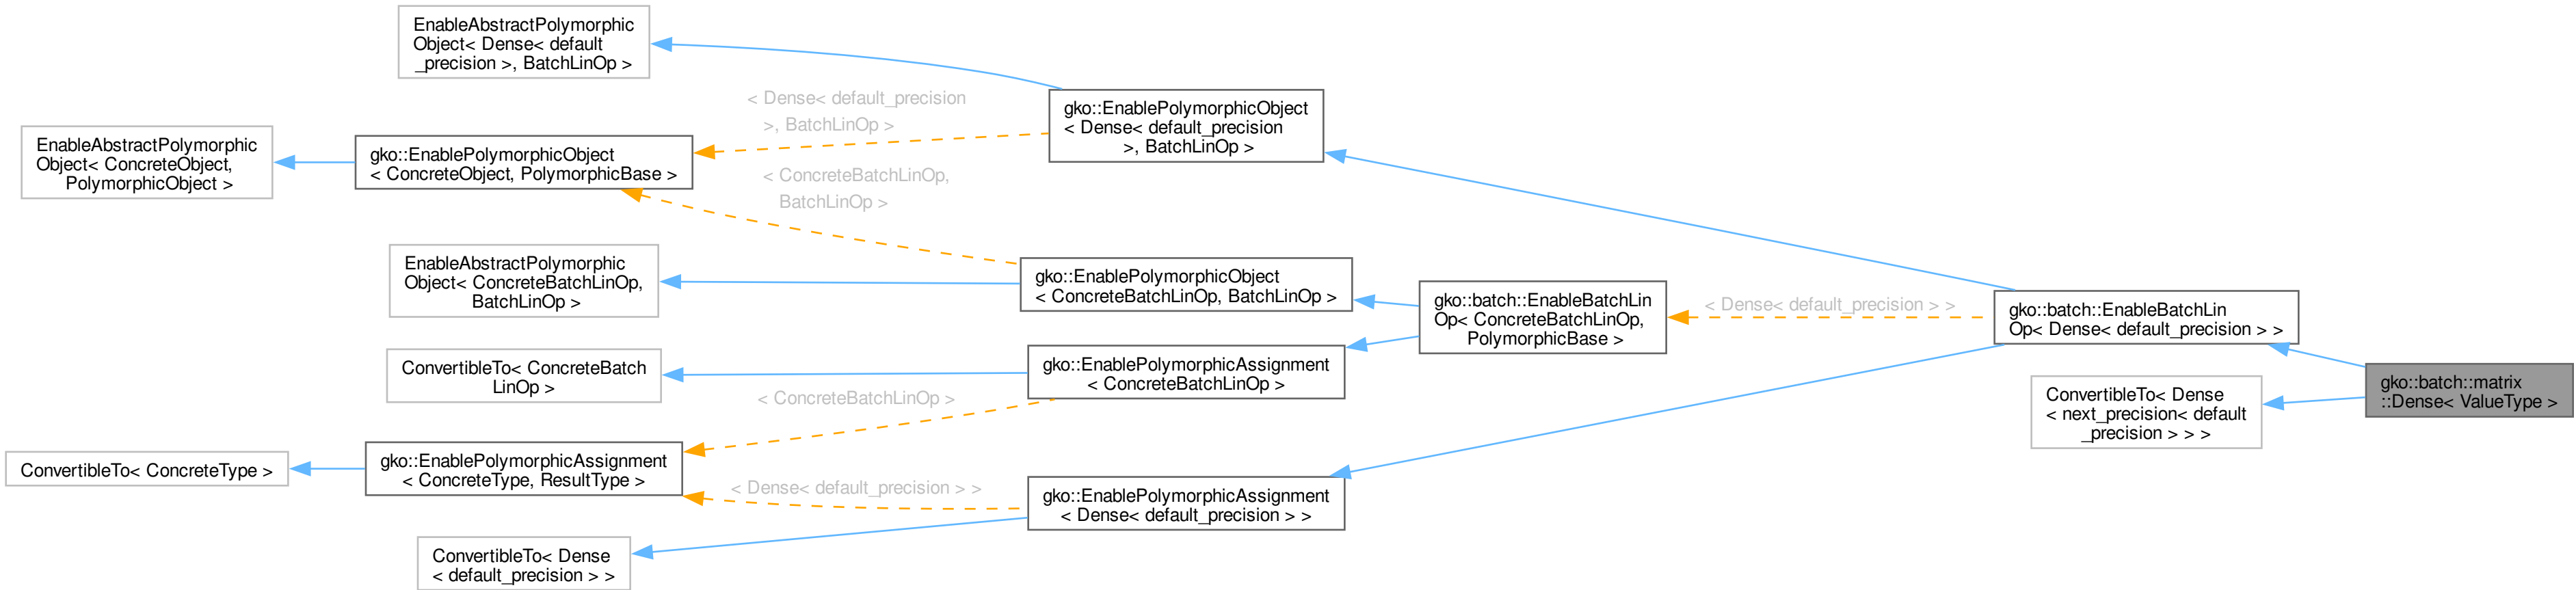 EnableAbstractPolymorphic
Object< Dense< default
_precision >, BatchLinOp >
< Dense< default_precision
>, BatchLinOp >
gko::EnablePolymorphicObject
< Dense< default_precision
>, BatchLinOp >
EnableAbstractPolymorphic
Object< ConcreteObject,
PolymorphicObject >
gko::EnablePolymorphicObject
< ConcreteObject, PolymorphicBase >
< ConcreteBatchLinOp,
BatchLinOp >
EnableAbstractPolymorphic
Object< ConcreteBatchLinOp,
BatchLinOp >
gko::EnablePolymorphicObject
< ConcreteBatchLinOp, BatchLinOp >
gko::batch::EnableBatchLin
Op< ConcreteBatchLinOp,
PolymorphicBase >
< Dense< default_precision > >
gko::batch::EnableBatchLin
Op< Dense< default_precision > >
ConvertibleTo< ConcreteBatch
LinOp >
gko::EnablePolymorphicAssignment
< ConcreteBatchLinOp >
< ConcreteBatchLinOp >
ConvertibleTo< Dense
< next_precision< default
_precision > > >
gko::batch::matrix
::Dense< ValueType >
ConvertibleTo< ConcreteType >
gko::EnablePolymorphicAssignment
< ConcreteType, ResultType >
< Dense< default_precision > >
gko::EnablePolymorphicAssignment
< Dense< default_precision > >
ConvertibleTo< Dense
< default_precision > >